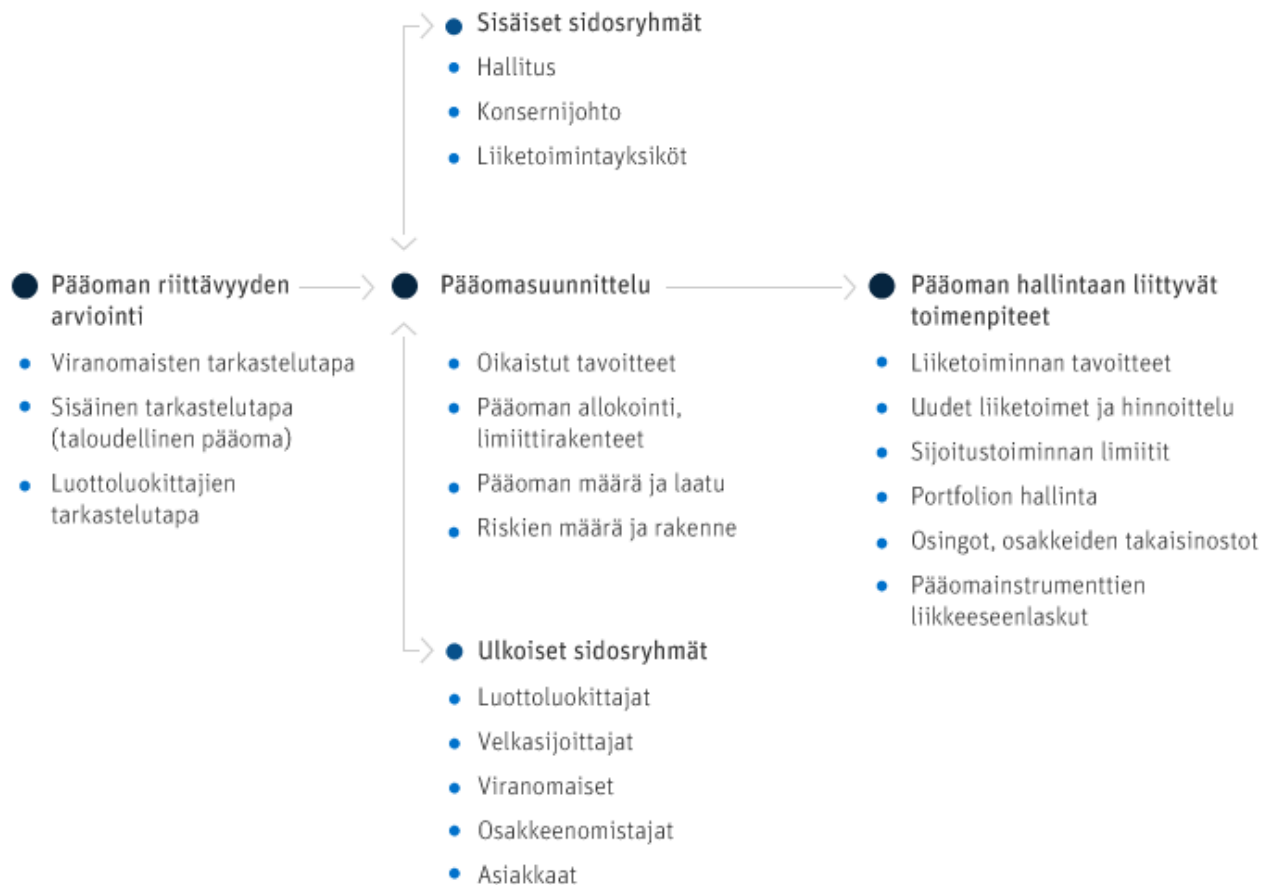 Sisäiset sidosryhmät
Hallitus
Konsernijohto
Liiketoimintayksiköt
Pääoman riittävyyden
arviointi
Viranomaisten tarkastelutapa
Sisäinen tarkastelutapa
(taloudellinen pääoma)
Luottoluokittajien
tarkastelutapa
Pääomasuunnittelu
Oikaistut tavoitteet
Pääoman allokointi,
limiittirakenteet
Pääoman määrä ja laatu
Riskien määrä ja rakenne
Pääoman hallintaan liittyvät
toimenpiteet
Liiketoiminnan tavoitteet
Uudet liiketoimet ja hinnoittelu
Sijoitustoiminnan limiitit
Portfolion hallinta
Osingot, osakkeiden takaisinostot
Pääomainstrumenttien
liikkeeseenlaskut
Ulkoiset sidosryhmät
Luottoluokittajat
Velkasijoittajat
Viranomaiset
Osakkeenomistajat
Asiakkaat